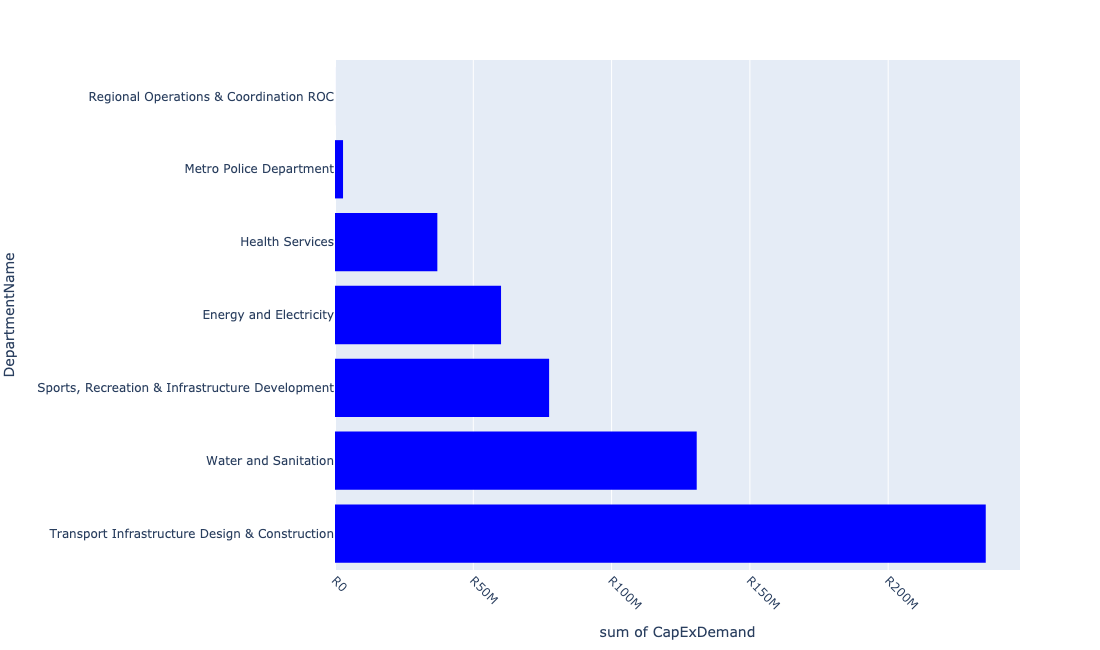 Regional Operations & Coordination ROC
Metro Police Department
Health Services
Energy and Electricity
Sports, Recreation & Infrastructure Development
Water and Sanitation
Transport Infrastructure Design & Construction
DepartmentName
R0
R50M
R100M
R150M
R200M
sum of CapExDemand